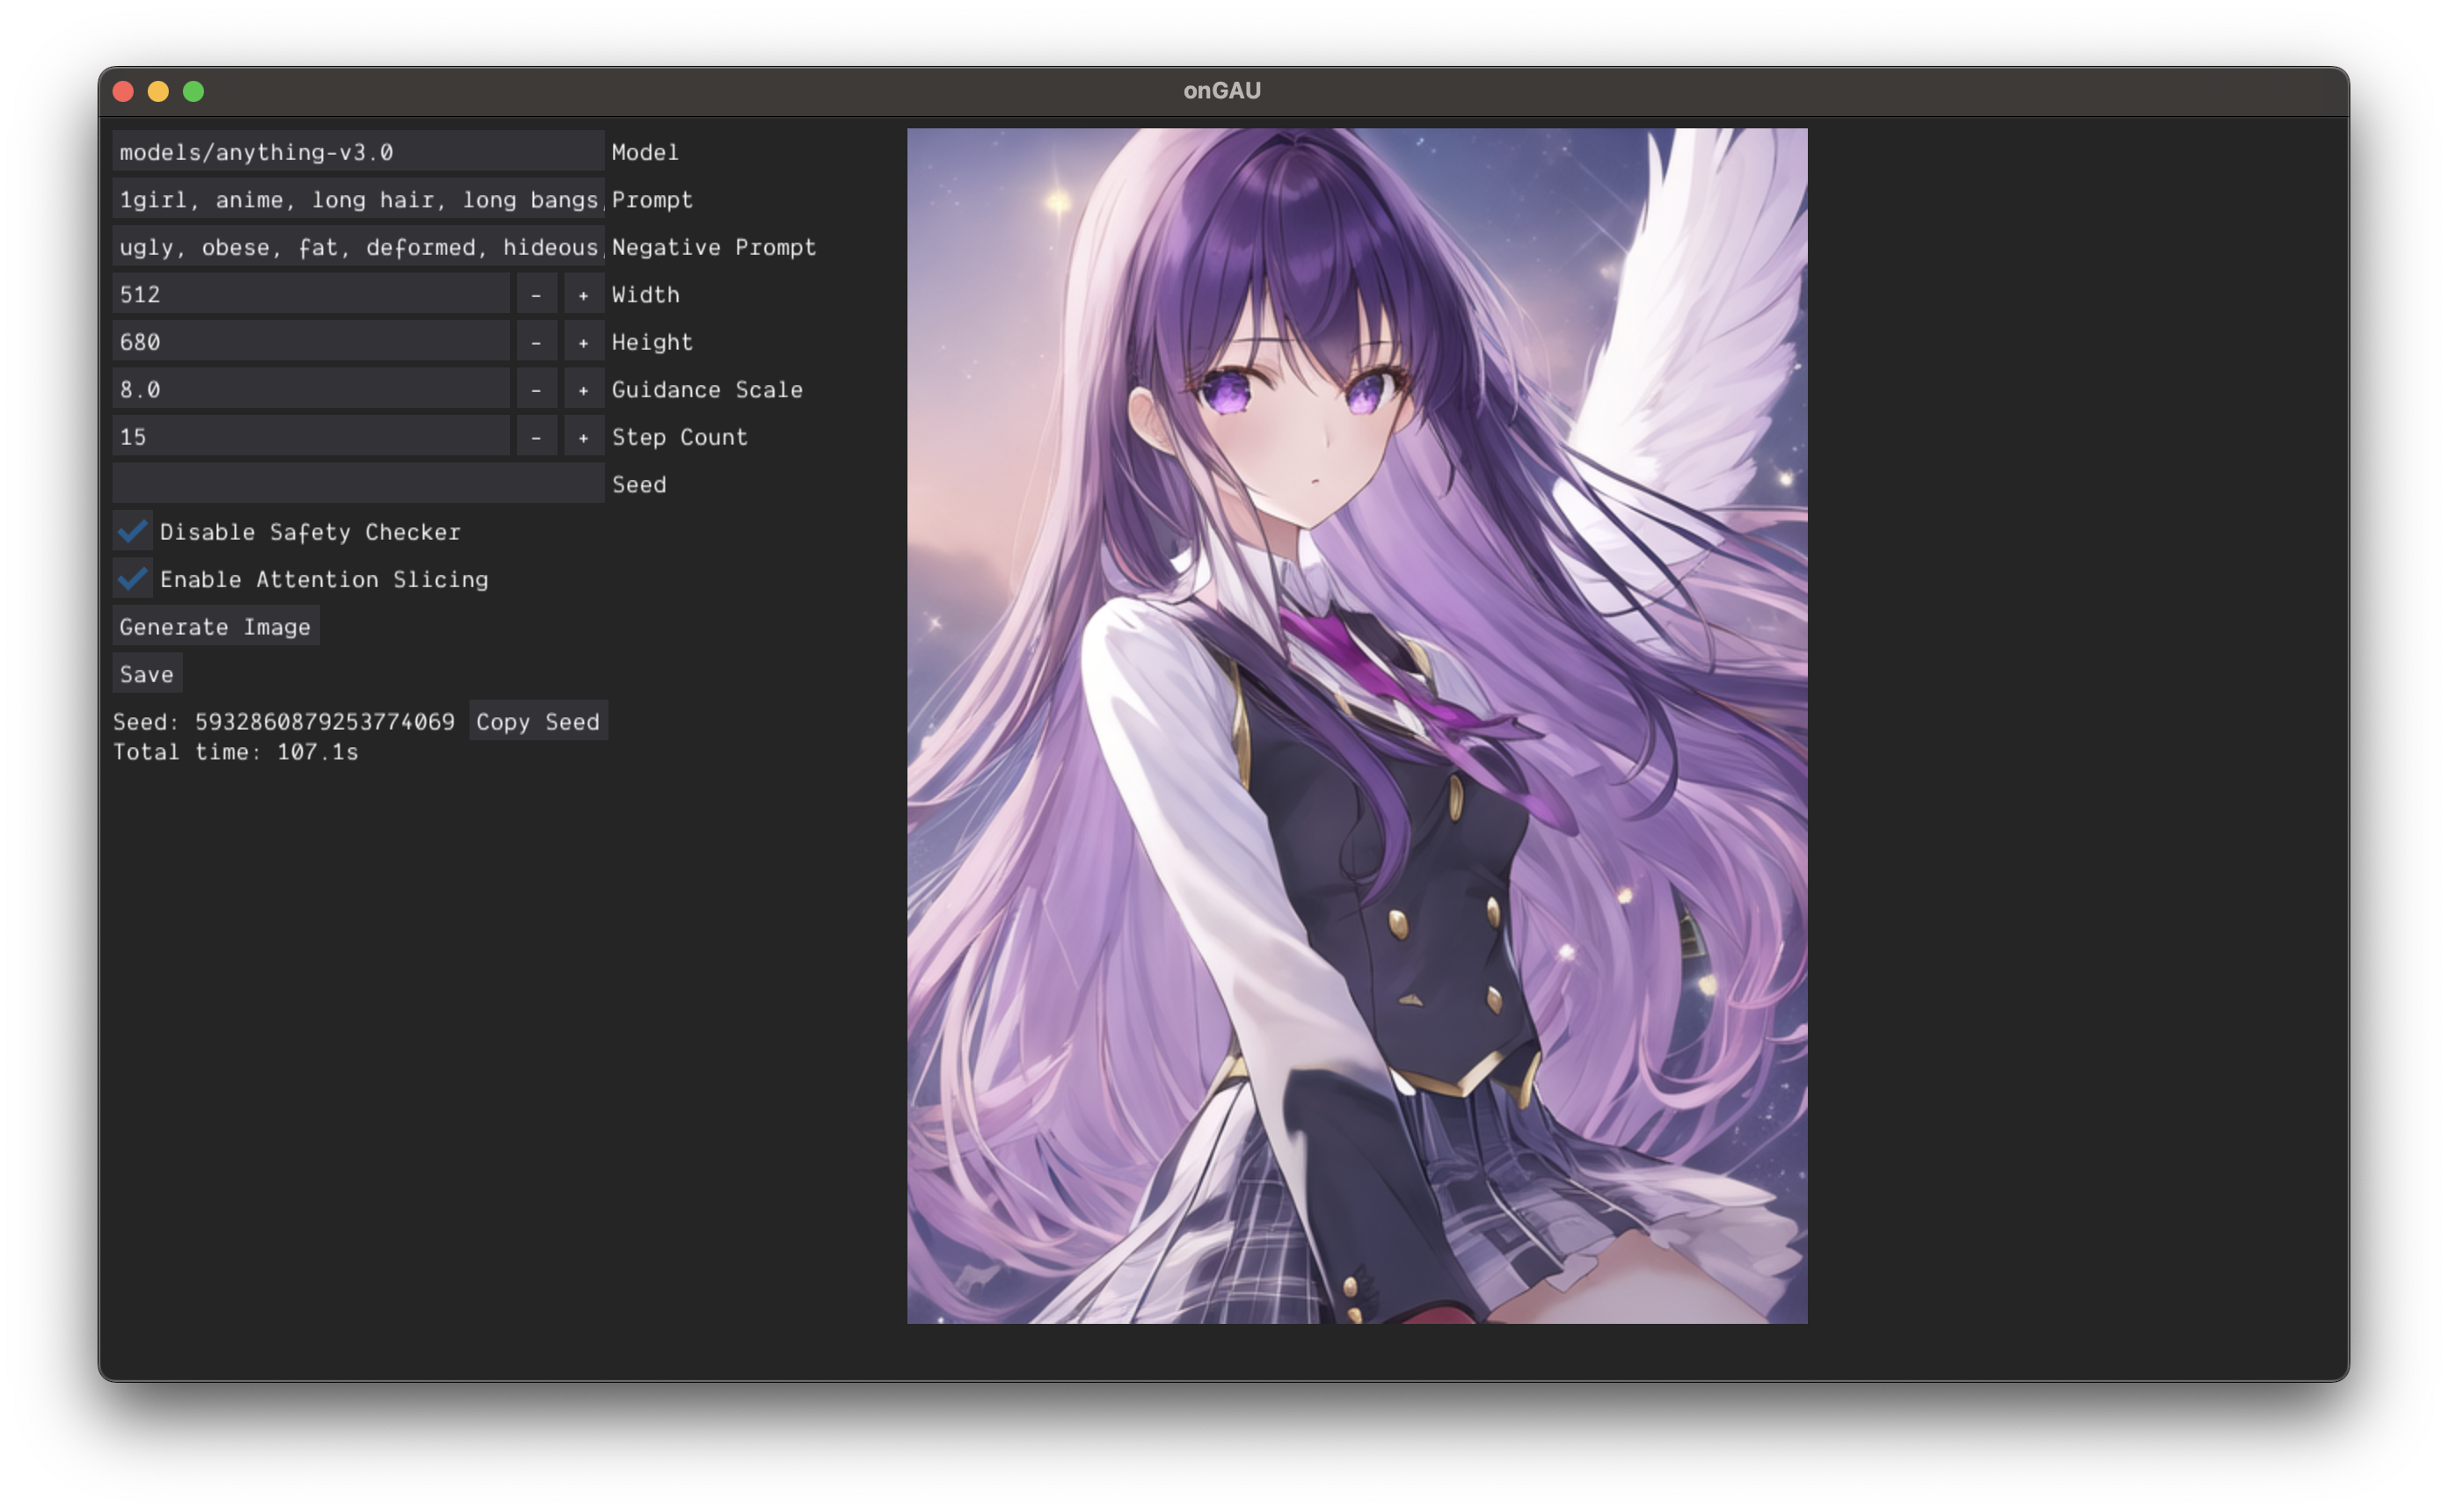 onGAU
models/anything-v3.0 Model
1girl, anime, long hair, long bangs, Prompt
ugly, obese, fat, deformed, hideous, Negative Prompt
512 - + Width
680 - + Height
8.0 - + Guidance Scale
15 - + Step Count
Seed
Disable Safety Checker
Enable Attention Slicing
Generate Image
Save
Seed: 5932860879253774069 Copy Seed
Total time: 107.1s